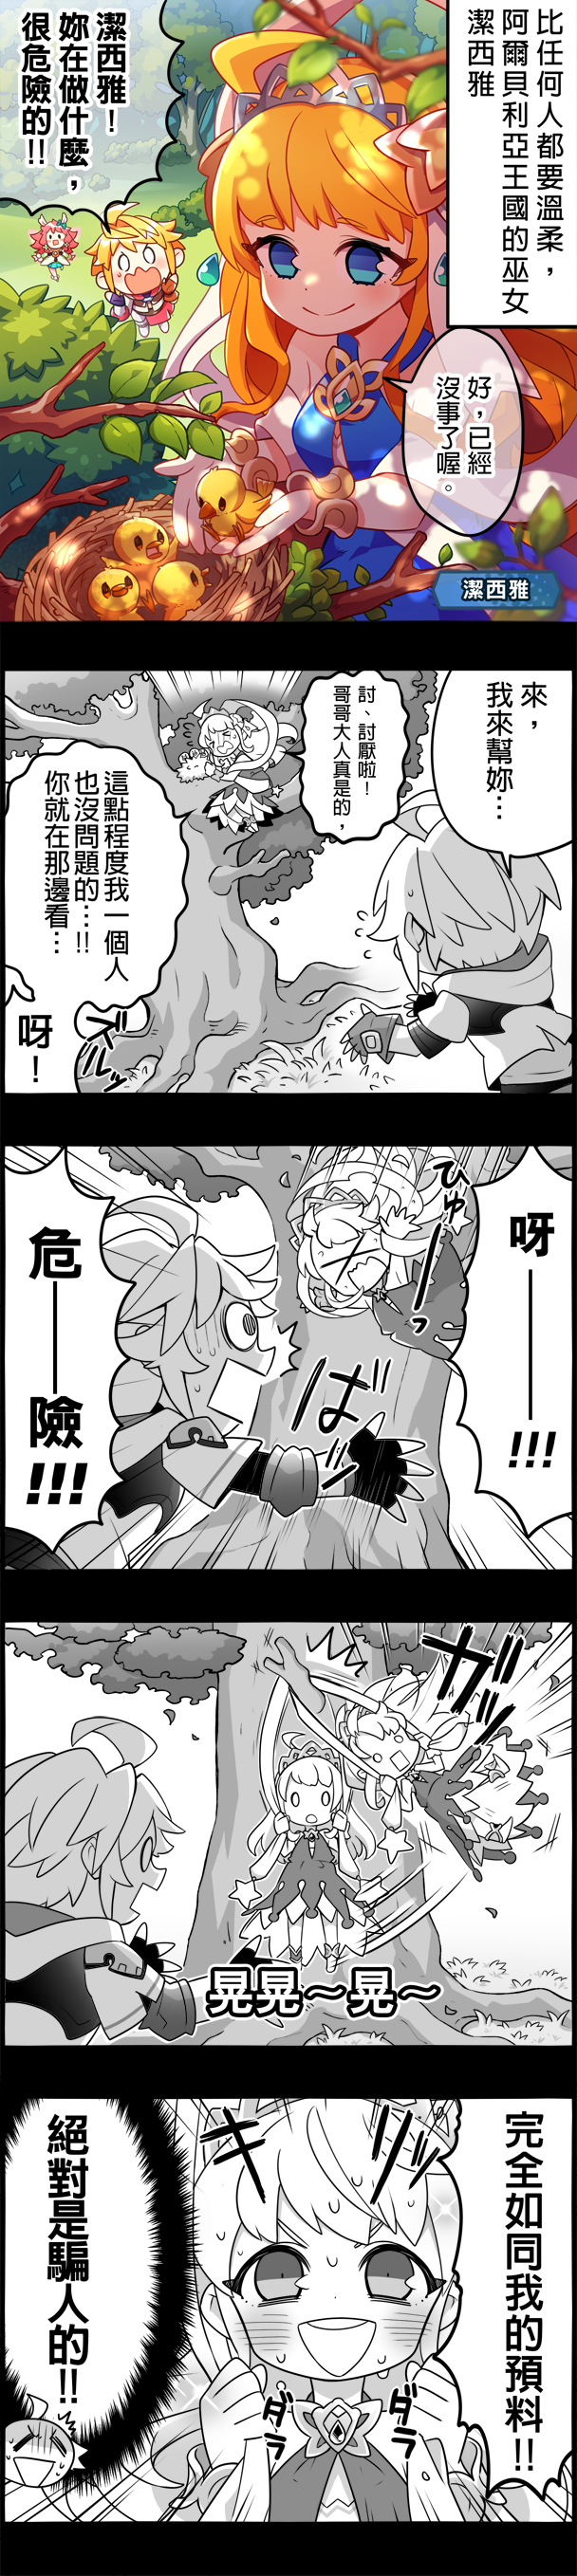 比任何人都要溫柔，
阿爾貝利亞王國的巫女
潔西雅
潔西雅！
妳在做什麼，
很危險的!!
好，已經
沒事了喔。
潔西雅
來，
我來幫妳…
討、討厭啦！
哥哥大人真是的，
這點程度我一個人
也沒問題的…!!
你就在那邊看…
ズルッ
呀！
呀——!!!
ひゅーっ
危——險!!!
ばっ
ガッ
晃晃～晃～
完全如同我的預料!!
キリッ
ダラ
ダラ
絕對是騙人的!!